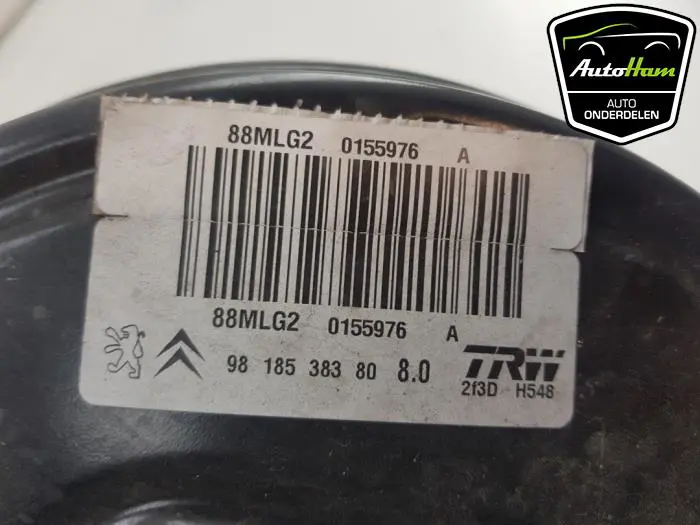 AutoHam
AUTO
ONDERDELEN
88MLG2 0155976 A
88MLG2 0155976 A
98 185 383 80 8.0
TRW
2f3D H548